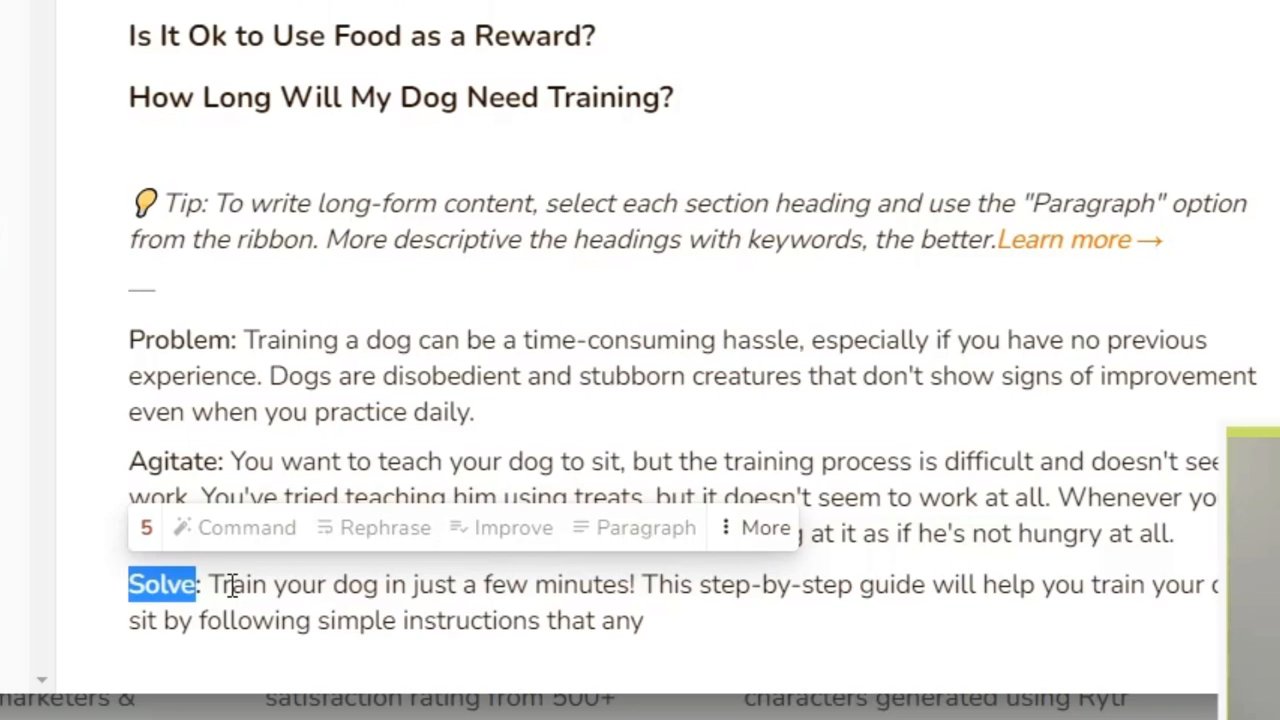 Is It Ok to Use Food as a Reward?
How Long Will My Dog Need Training?
Tip: To write long-form content, select each section heading and use the "Paragraph" option
from the ribbon. More descriptive the headings with keywords, the better.Learn more →
—
Problem: Training a dog can be a time-consuming hassle, especially if you have no previous
experience. Dogs are disobedient and stubborn creatures that don't show signs of improvement
even when you practice daily.
Agitate: You want to teach your dog to sit, but the training process is difficult and doesn't
work. You've tried teaching him using treats, but it doesn't seem to work at all. Whenever
5 Command Rephrase Improve Paragraph More
at it as if he's not hungry at all.
Solve: Train your dog in just a few minutes! This step-by-step guide will help you train your
sit by following simple instructions that any
marketers &
satisfaction rating from 500+
characters generated using Rytr